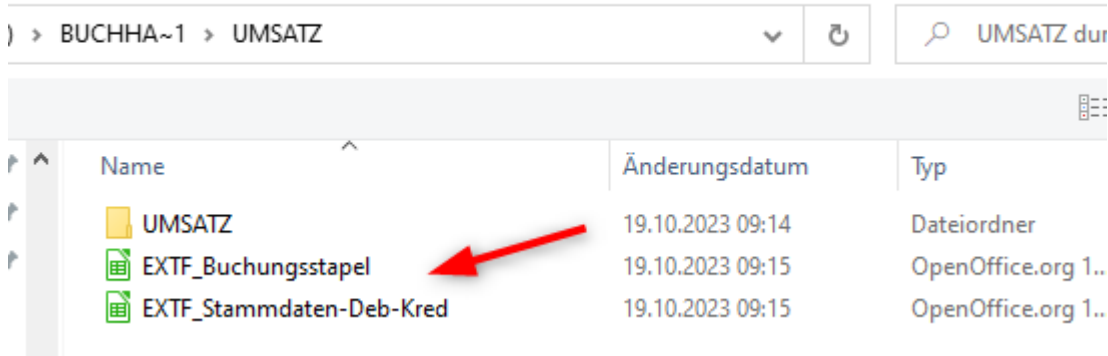 ) > BUCHHA~1 > UMSATZ
UMSATZ dur
Name Änderungsdatum Typ
UMSATZ 19.10.2023 09:14 Dateiordner
EXTF_Buchungsstapel 19.10.2023 09:15 OpenOffice.org 1...
EXTF_Stammdaten-Deb-Kred 19.10.2023 09:15 OpenOffice.org 1...